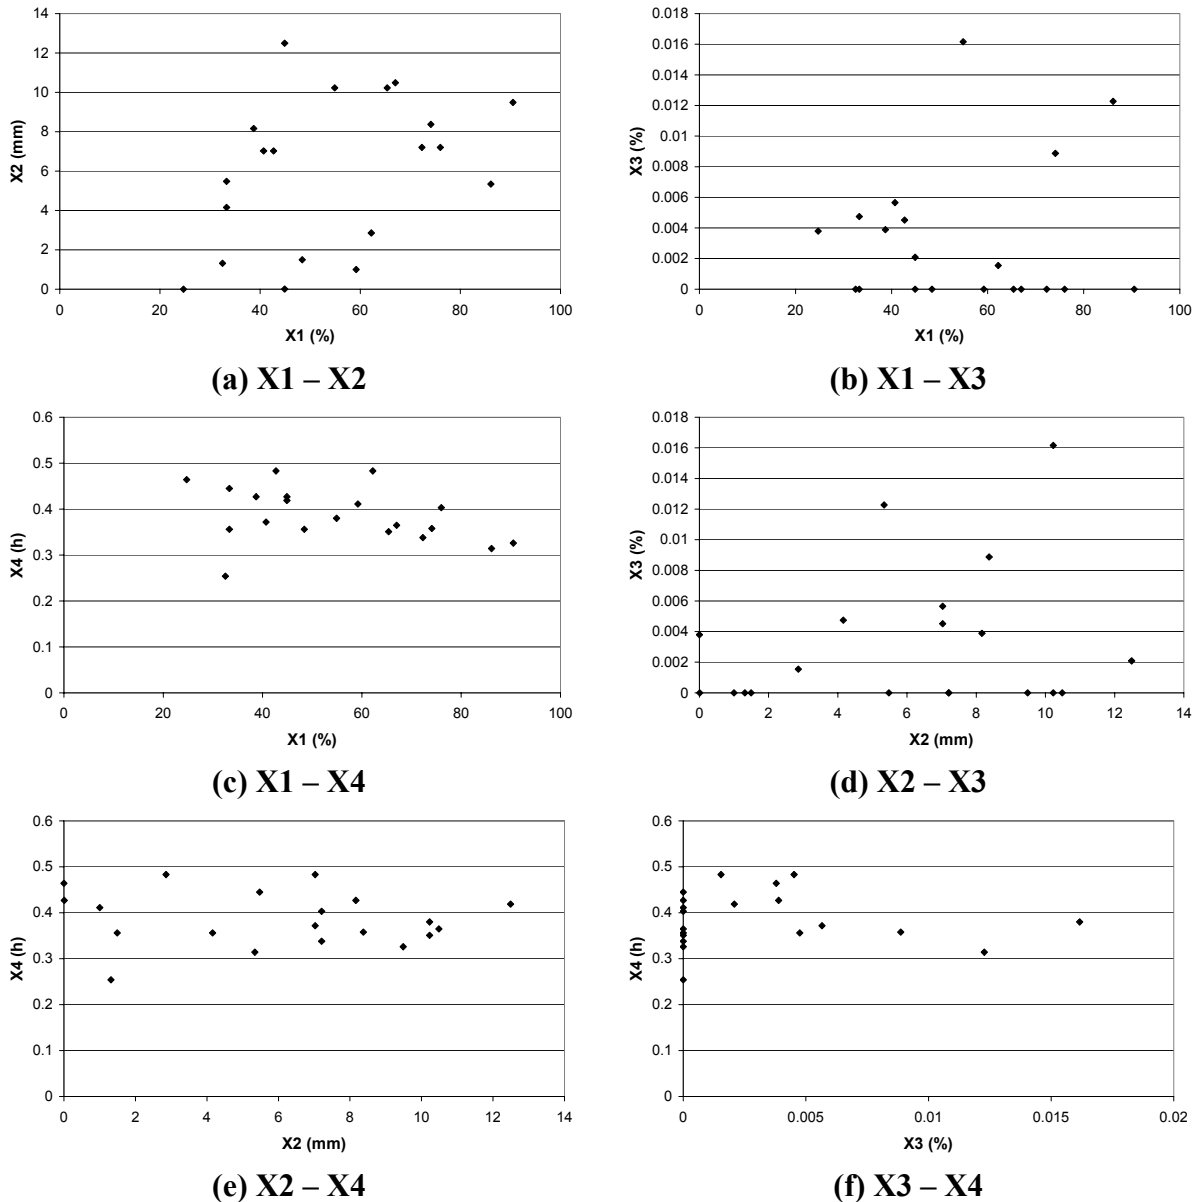 14
12
10
8
6
4
2
0
X2 (mm)
0 20 40 60 80 100
X1 (%)
(a) X1 – X2
0.018
0.016
0.014
0.012
0.01
0.008
0.006
0.004
0.002
0
X3 (%)
0 20 40 60 80 100
X1 (%)
(b) X1 – X3
0.6
0.5
0.4
0.3
0.2
0.1
0
X4 (h)
0 20 40 60 80 100
X1 (%)
(c) X1 – X4
0.018
0.016
0.014
0.012
0.01
0.008
0.006
0.004
0.002
0
X3 (%)
0 2 4 6 8 10 12 14
X2 (mm)
(d) X2 – X3
0.6
0.5
0.4
0.3
0.2
0.1
0
X4 (h)
0 2 4 6 8 10 12 14
X2 (mm)
(e) X2 – X4
0.6
0.5
0.4
0.3
0.2
0.1
0
X4 (h)
0 0.005 0.01 0.015 0.02
X3 (%)
(f) X3 – X4